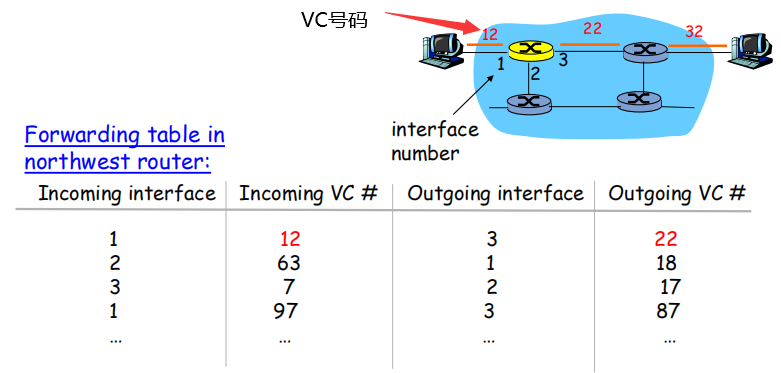 VC号码
12
22
32
1
2
3
interface
number
Forwarding table in
northwest router:
Incoming interface Incoming VC # Outgoing interface Outgoing VC #
1 12 3 22
2 63 1 18
3 7 2 17
1 97 3 87
... ... ... ...